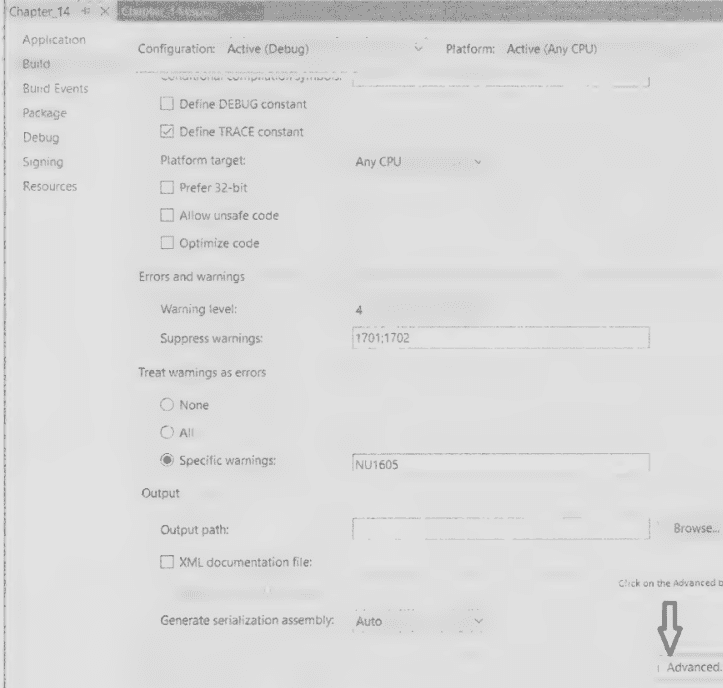 Chapter_14
Application
Build
Build Events
Package
Debug
Signing
Resources
Configuration: Active (Debug) Platform: Active (Any CPU)
Conditional compilation symbols:
Define DEBUG constant
Define TRACE constant
Platform target: Any CPU
Prefer 32-bit
Allow unsafe code
Optimize code
Errors and warnings
Warning level: 4
Suppress warnings: 1701;1702
Treat warnings as errors
None
All
Specific warnings: NU1605
Output
Output path: Browse...
XML documentation file:
Click on the Advanced b
Generate serialization assembly: Auto
Advanced.